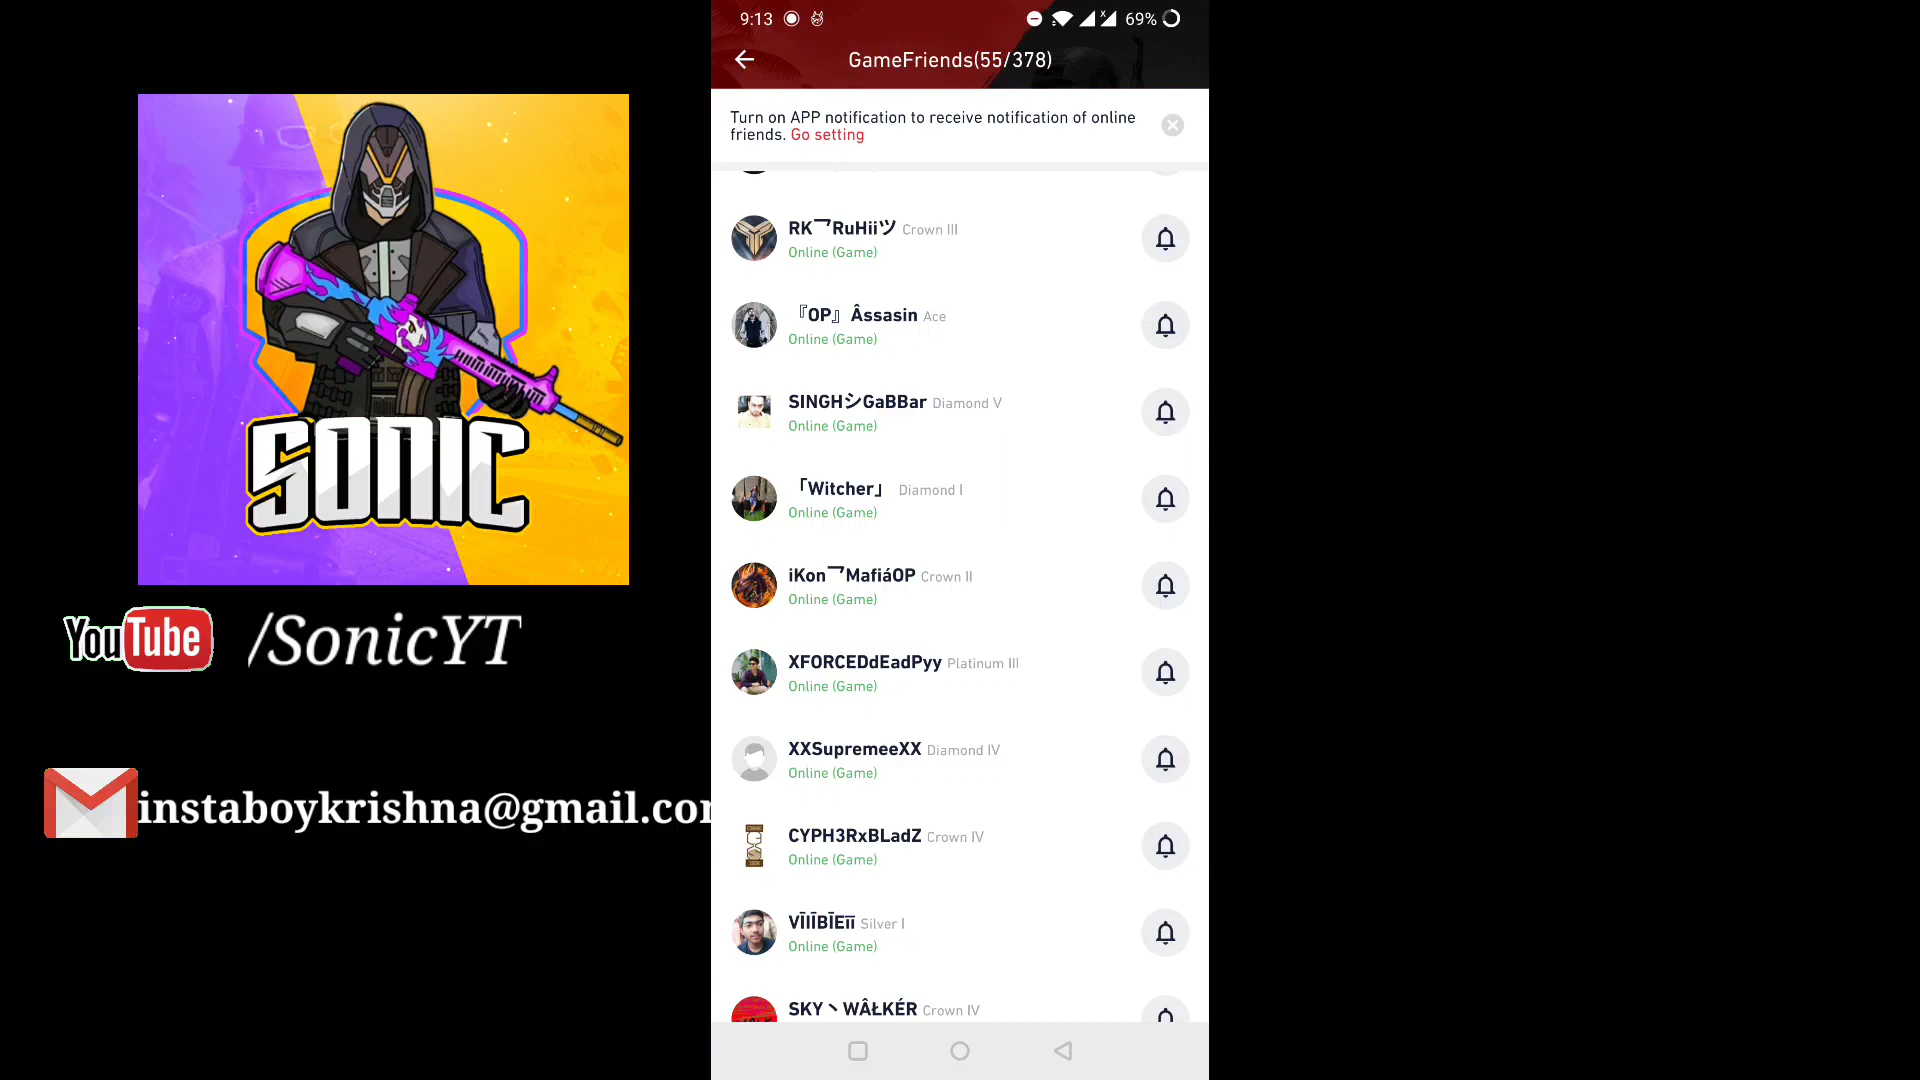 SONIC
YouTube /SonicYT
instaboykrishna@gmail.com
9:13
69%
GameFriends(55/378)
Turn on APP notification to receive notification of online
friends. Go setting
RK乛RuHiiツ Crown III
Online (Game)
『OP』Âssasin Ace
Online (Game)
SINGHシGaBBar Diamond V
Online (Game)
「Witcher」 Diamond I
Online (Game)
iKon乛MafiáOP Crown II
Online (Game)
XFORCEDdEadPyy Platinum III
Online (Game)
XXSupremeeXX Diamond IV
Online (Game)
CYPH3RxBLadZ Crown IV
Online (Game)
VĪIĪBĪEīī Silver I
Online (Game)
SKY丶WÂŁKÉR Crown IV